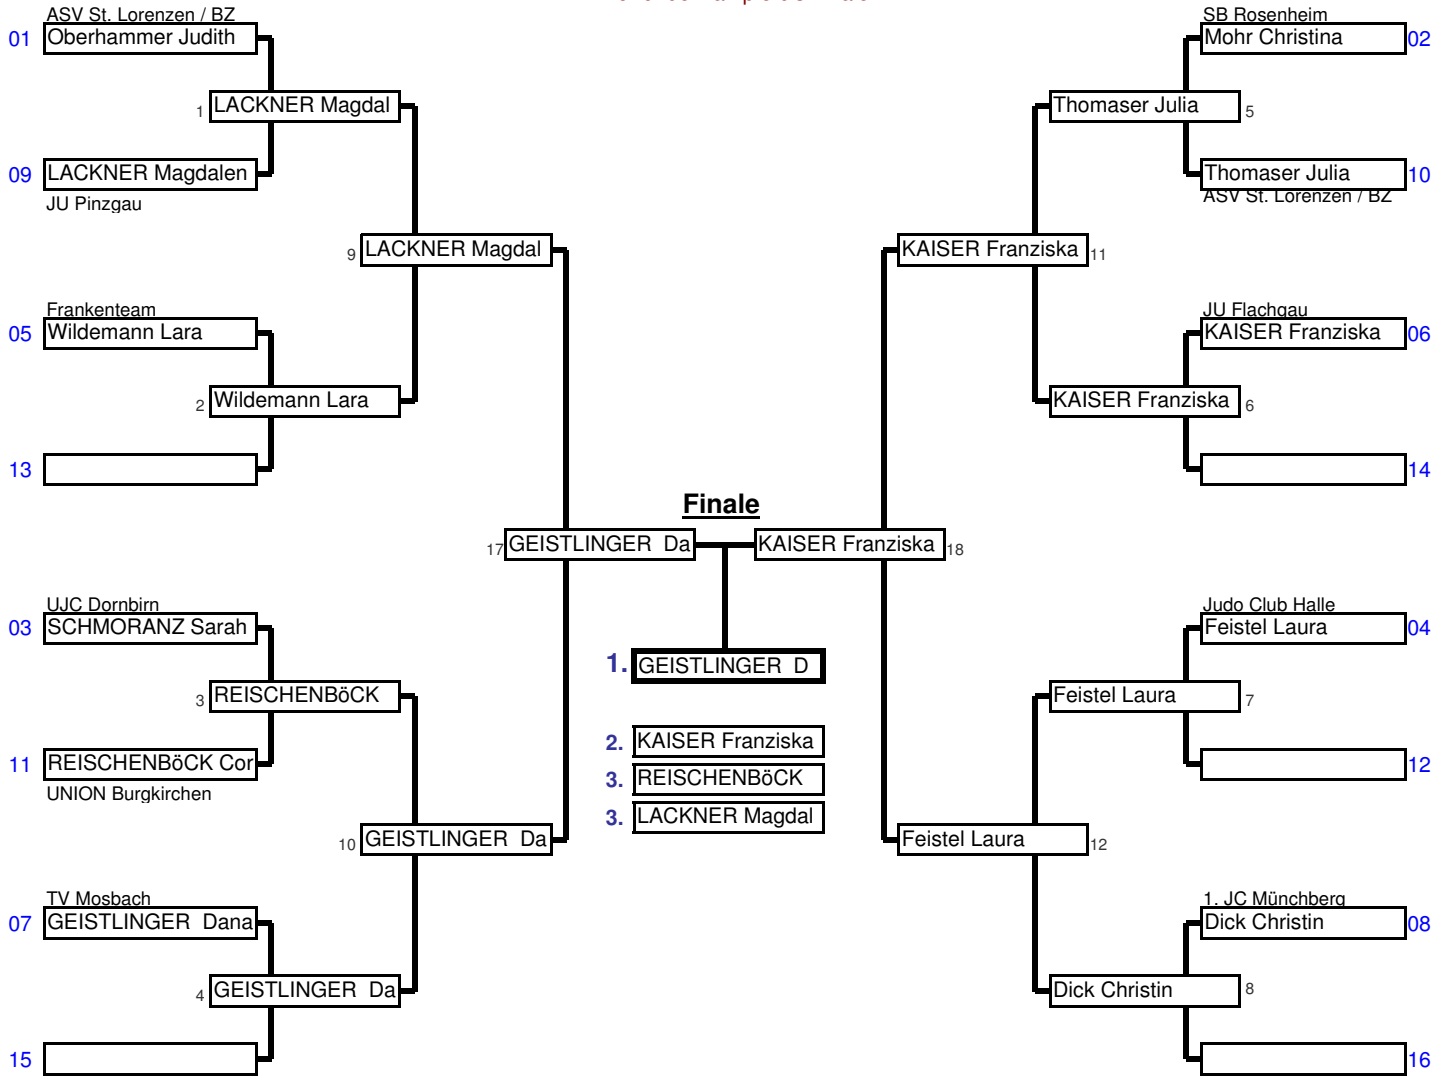 ASV St. Lorenzen / BZ
01 Oberhammer Judith
1 LACKNER Magdal
09 LACKNER Magdalen
JU Pinzgau
9 LACKNER Magdal
Frankenteam
05 Wildemann Lara
2 Wildemann Lara
13
17 GEISTLINGER Da
UJC Dornbirn
03 SCHMORANZ Sarah
3 REISCHENBöCK
11 REISCHENBöCK Cor
UNION Burgkirchen
10 GEISTLINGER Da
TV Mosbach
07 GEISTLINGER Dana
4 GEISTLINGER Da
15
Finale
1. GEISTLINGER D
2. KAISER Franziska
3. REISCHENBöCK
3. LACKNER Magdal
SB Rosenheim
Mohr Christina 02
Thomaser Julia 5
Thomaser Julia 10
ASV St. Lorenzen / BZ
KAISER Franziska 11
JU Flachgau
KAISER Franziska 06
KAISER Franziska 6
14
KAISER Franziska 18
Judo Club Halle
Feistel Laura 04
Feistel Laura 7
12
Feistel Laura 12
1. JC Münchberg
Dick Christin 08
Dick Christin 8
16